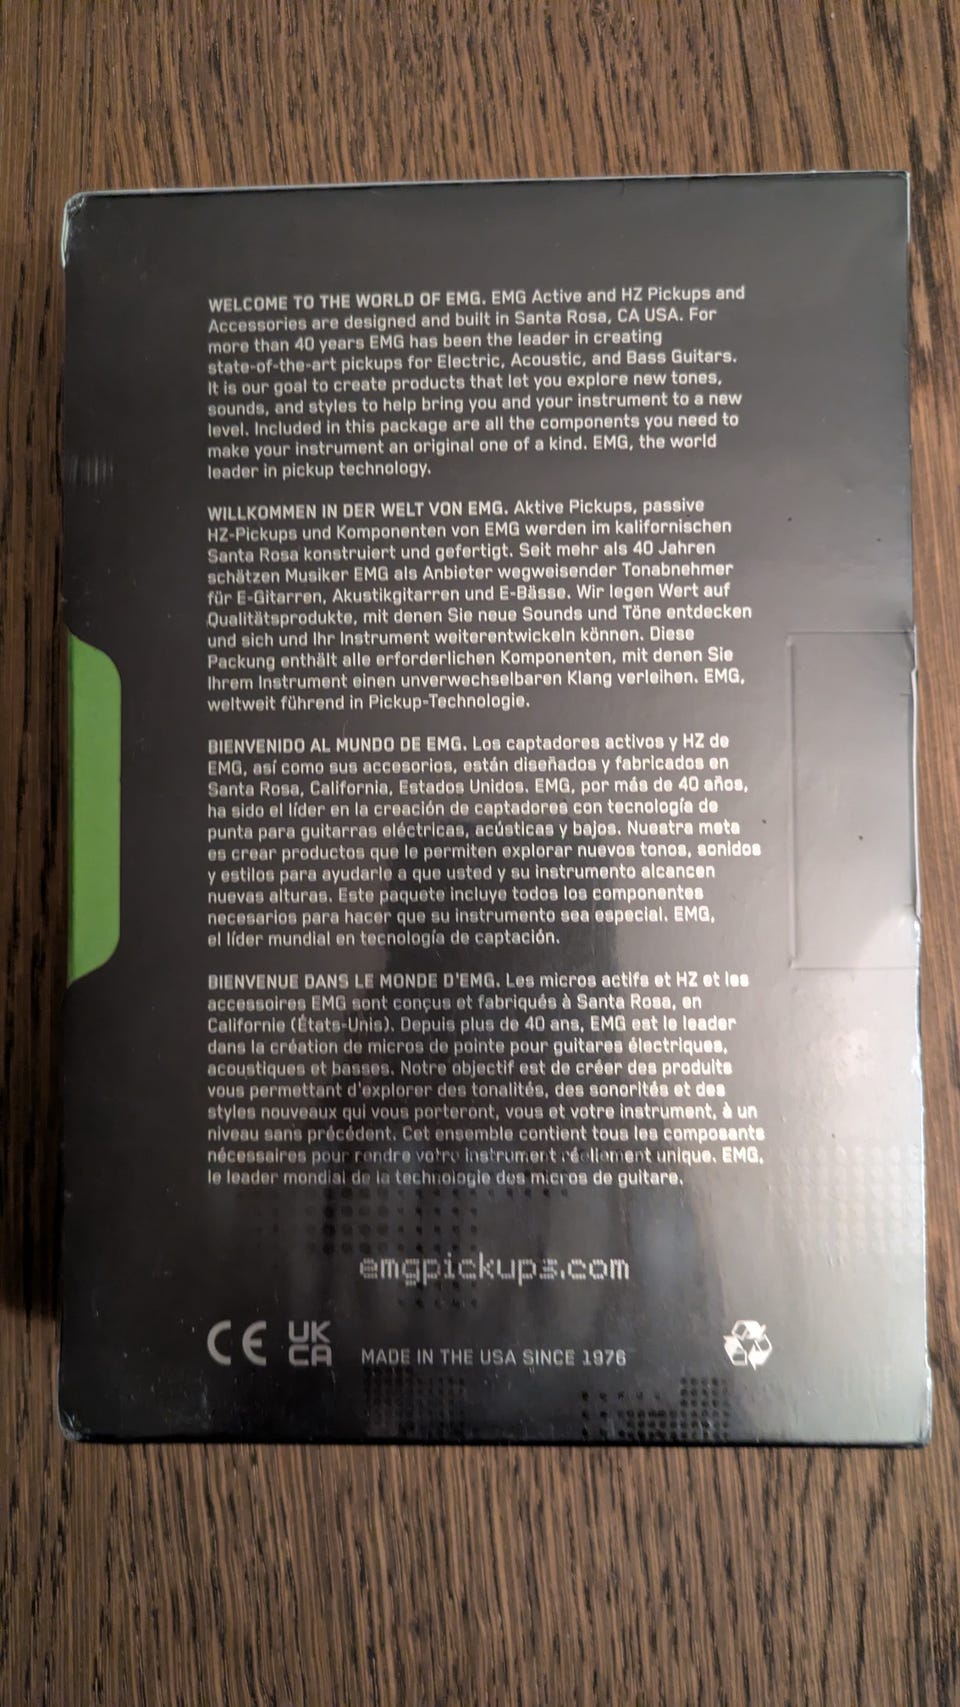 WELCOME TO THE WORLD OF EMG. EMG Active and HZ Pickups and
Accessories are designed and built in Santa Rosa, CA USA. For
more than 40 years EMG has been the leader in creating
state-of-the-art pickups for Electric, Acoustic, and Bass Guitars.
It is our goal to create products that let you explore new tones,
sounds, and styles to help bring you and your instrument to a new
level. Included in this package are all the components you need to
make your instrument an original one of a kind. EMG, the world
leader in pickup technology.
WILLKOMMEN IN DER WELT VON EMG. Aktive Pickups, passive
HZ-Pickups und Komponenten von EMG werden im kalifornischen
Santa Rosa konstruiert und gefertigt. Seit mehr als 40 Jahren
schätzen Musiker EMG als Anbieter wegweisender Tonabnehmer
für E-Gitarren, Akustikgitarren und E-Bässe. Wir legen Wert auf
Qualitätsprodukte, mit denen Sie neue Sounds und Töne entdecken
und sich und Ihr Instrument weiterentwickeln können. Diese
Packung enthält alle erforderlichen Komponenten, mit denen Sie
Ihrem Instrument einen unverwechselbaren Klang verleihen. EMG,
weltweit führend in Pickup-Technologie.
BIENVENIDO AL MUNDO DE EMG. Los captadores activos y HZ de
EMG, así como sus accesorios, están diseñados y fabricados en
Santa Rosa, California, Estados Unidos. EMG, por más de 40 años,
ha sido el líder en la creación de captadores con tecnología de
punta para guitarras eléctricas, acústicas y bajos. Nuestra meta
es crear productos que le permiten explorar nuevos tonos, sonidos
y estilos para ayudarle a que usted y su instrumento alcancen
nuevas alturas. Este paquete incluye todos los componentes
necesarios para hacer que su instrumento sea especial. EMG,
el líder mundial en tecnología de captación.
BIENVENUE DANS LE MONDE D'EMG. Les micros actifs et HZ et les
accessoires EMG sont conçus et fabriqués à Santa Rosa, en
Californie (États-Unis). Depuis plus de 40 ans, EMG est le leader
dans la création de micros de pointe pour guitares électriques,
acoustiques et basses. Notre objectif est de créer des produits
vous permettant d'explorer des tonalités, des sonorités et des
styles nouveaux qui vous porteront, vous et votre instrument, à un
niveau sans précédent. Cet ensemble contient tous les composants
nécessaires pour rendre votre instrument réellement unique. EMG,
le leader mondial de la technologie des micros de guitare.
emgpickups.com
CE UK
CA MADE IN THE USA SINCE 1976